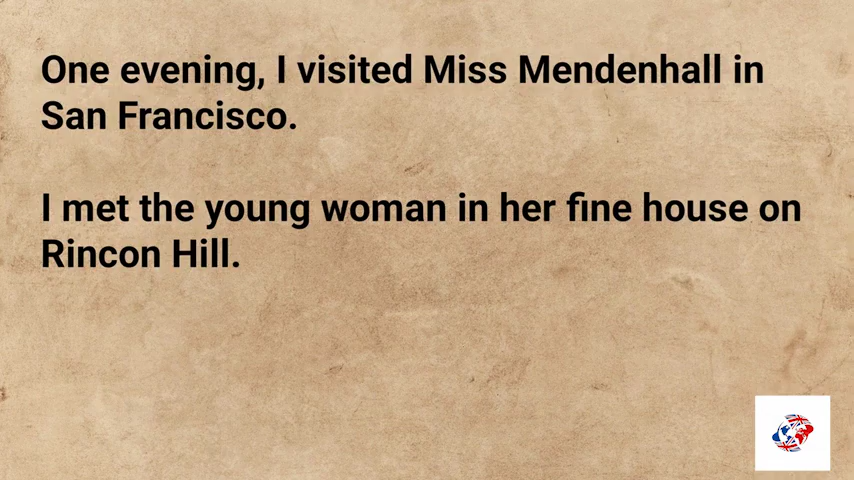 One evening, I visited Miss Mendenhall in
San Francisco.
I met the young woman in her fine house on
Rincon Hill.